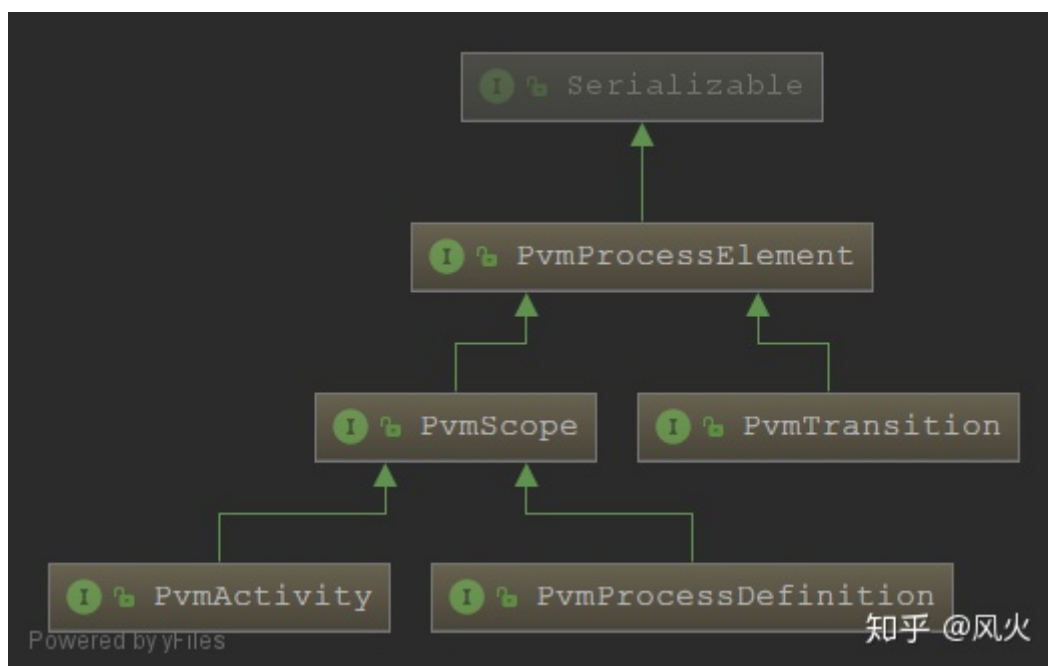 I Serializable
I PvmProcessElement
I PvmScope
I PvmTransition
I PvmActivity
I PvmProcessDefinition
Powered by yFiles
知乎 @风火